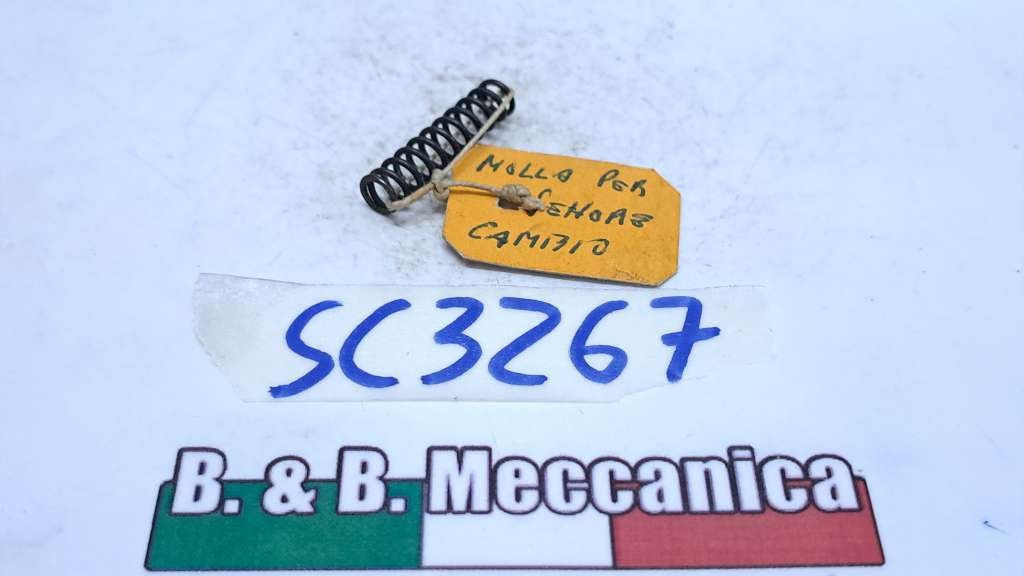 MOLLA PER
CAMBIO
SC3267
B. & B. Meccanica